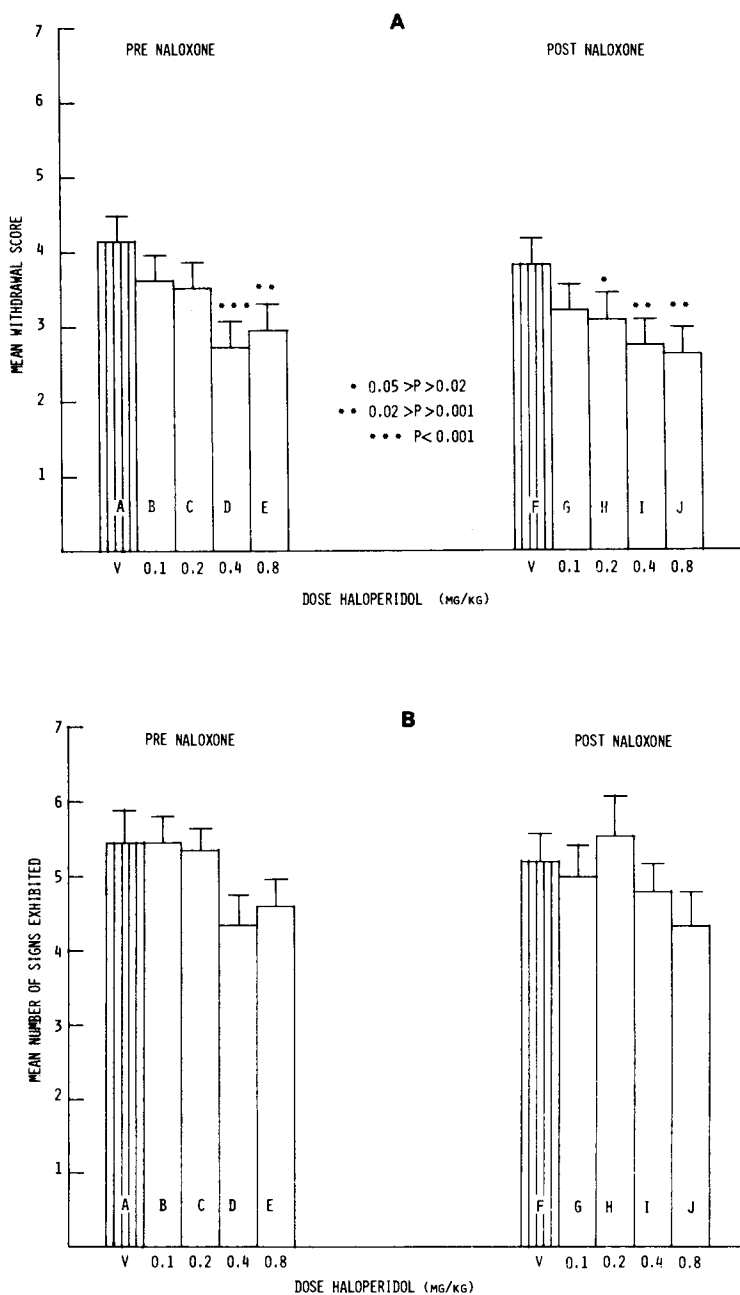 A
PRE NALOXONE POST NALOXONE
7
6
5
4
3
2
1
MEAN WITHDRAWAL SCORE
• • • • • • • • • •
• 0.05 >P >0.02
• • 0.02 >P >0.001
• • • P< 0.001
A B C D E F G H I J
V 0.1 0.2 0.4 0.8 V 0.1 0.2 0.4 0.8
DOSE HALOPERIDOL (MG/KG)
B
PRE NALOXONE POST NALOXONE
7
6
5
4
3
2
1
MEAN NUMBER OF SIGNS EXHIBITED
A B C D E F G H I J
V 0.1 0.2 0.4 0.8 V 0.1 0.2 0.4 0.8
DOSE HALOPERIDOL (MG/KG)